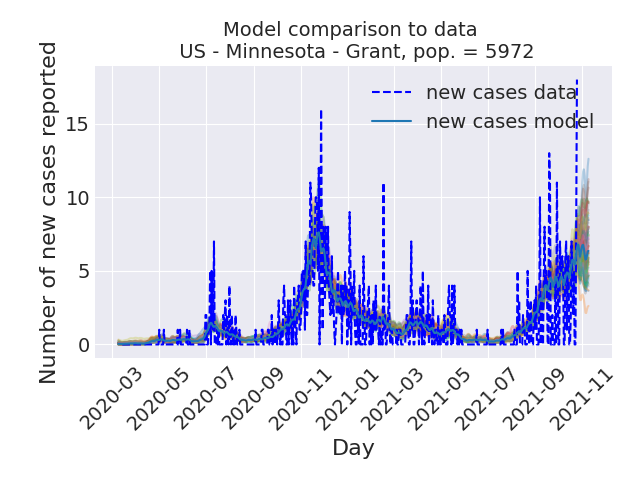 Model comparison to data
US - Minnesota - Grant, pop. = 5972
new cases data
new cases model
Number of new cases reported
15
10
5
0
2020-03
2020-05
2020-07
2020-09
2020-11
2021-01
2021-03
2021-05
2021-07
2021-09
2021-11
Day